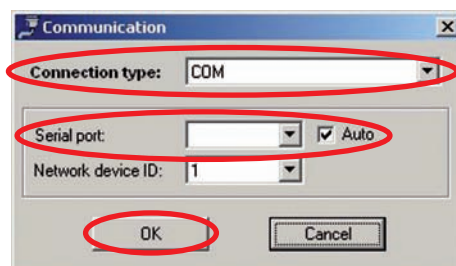 Communication
Connection type: COM
Serial port: Auto
Network device ID: 1
OK Cancel